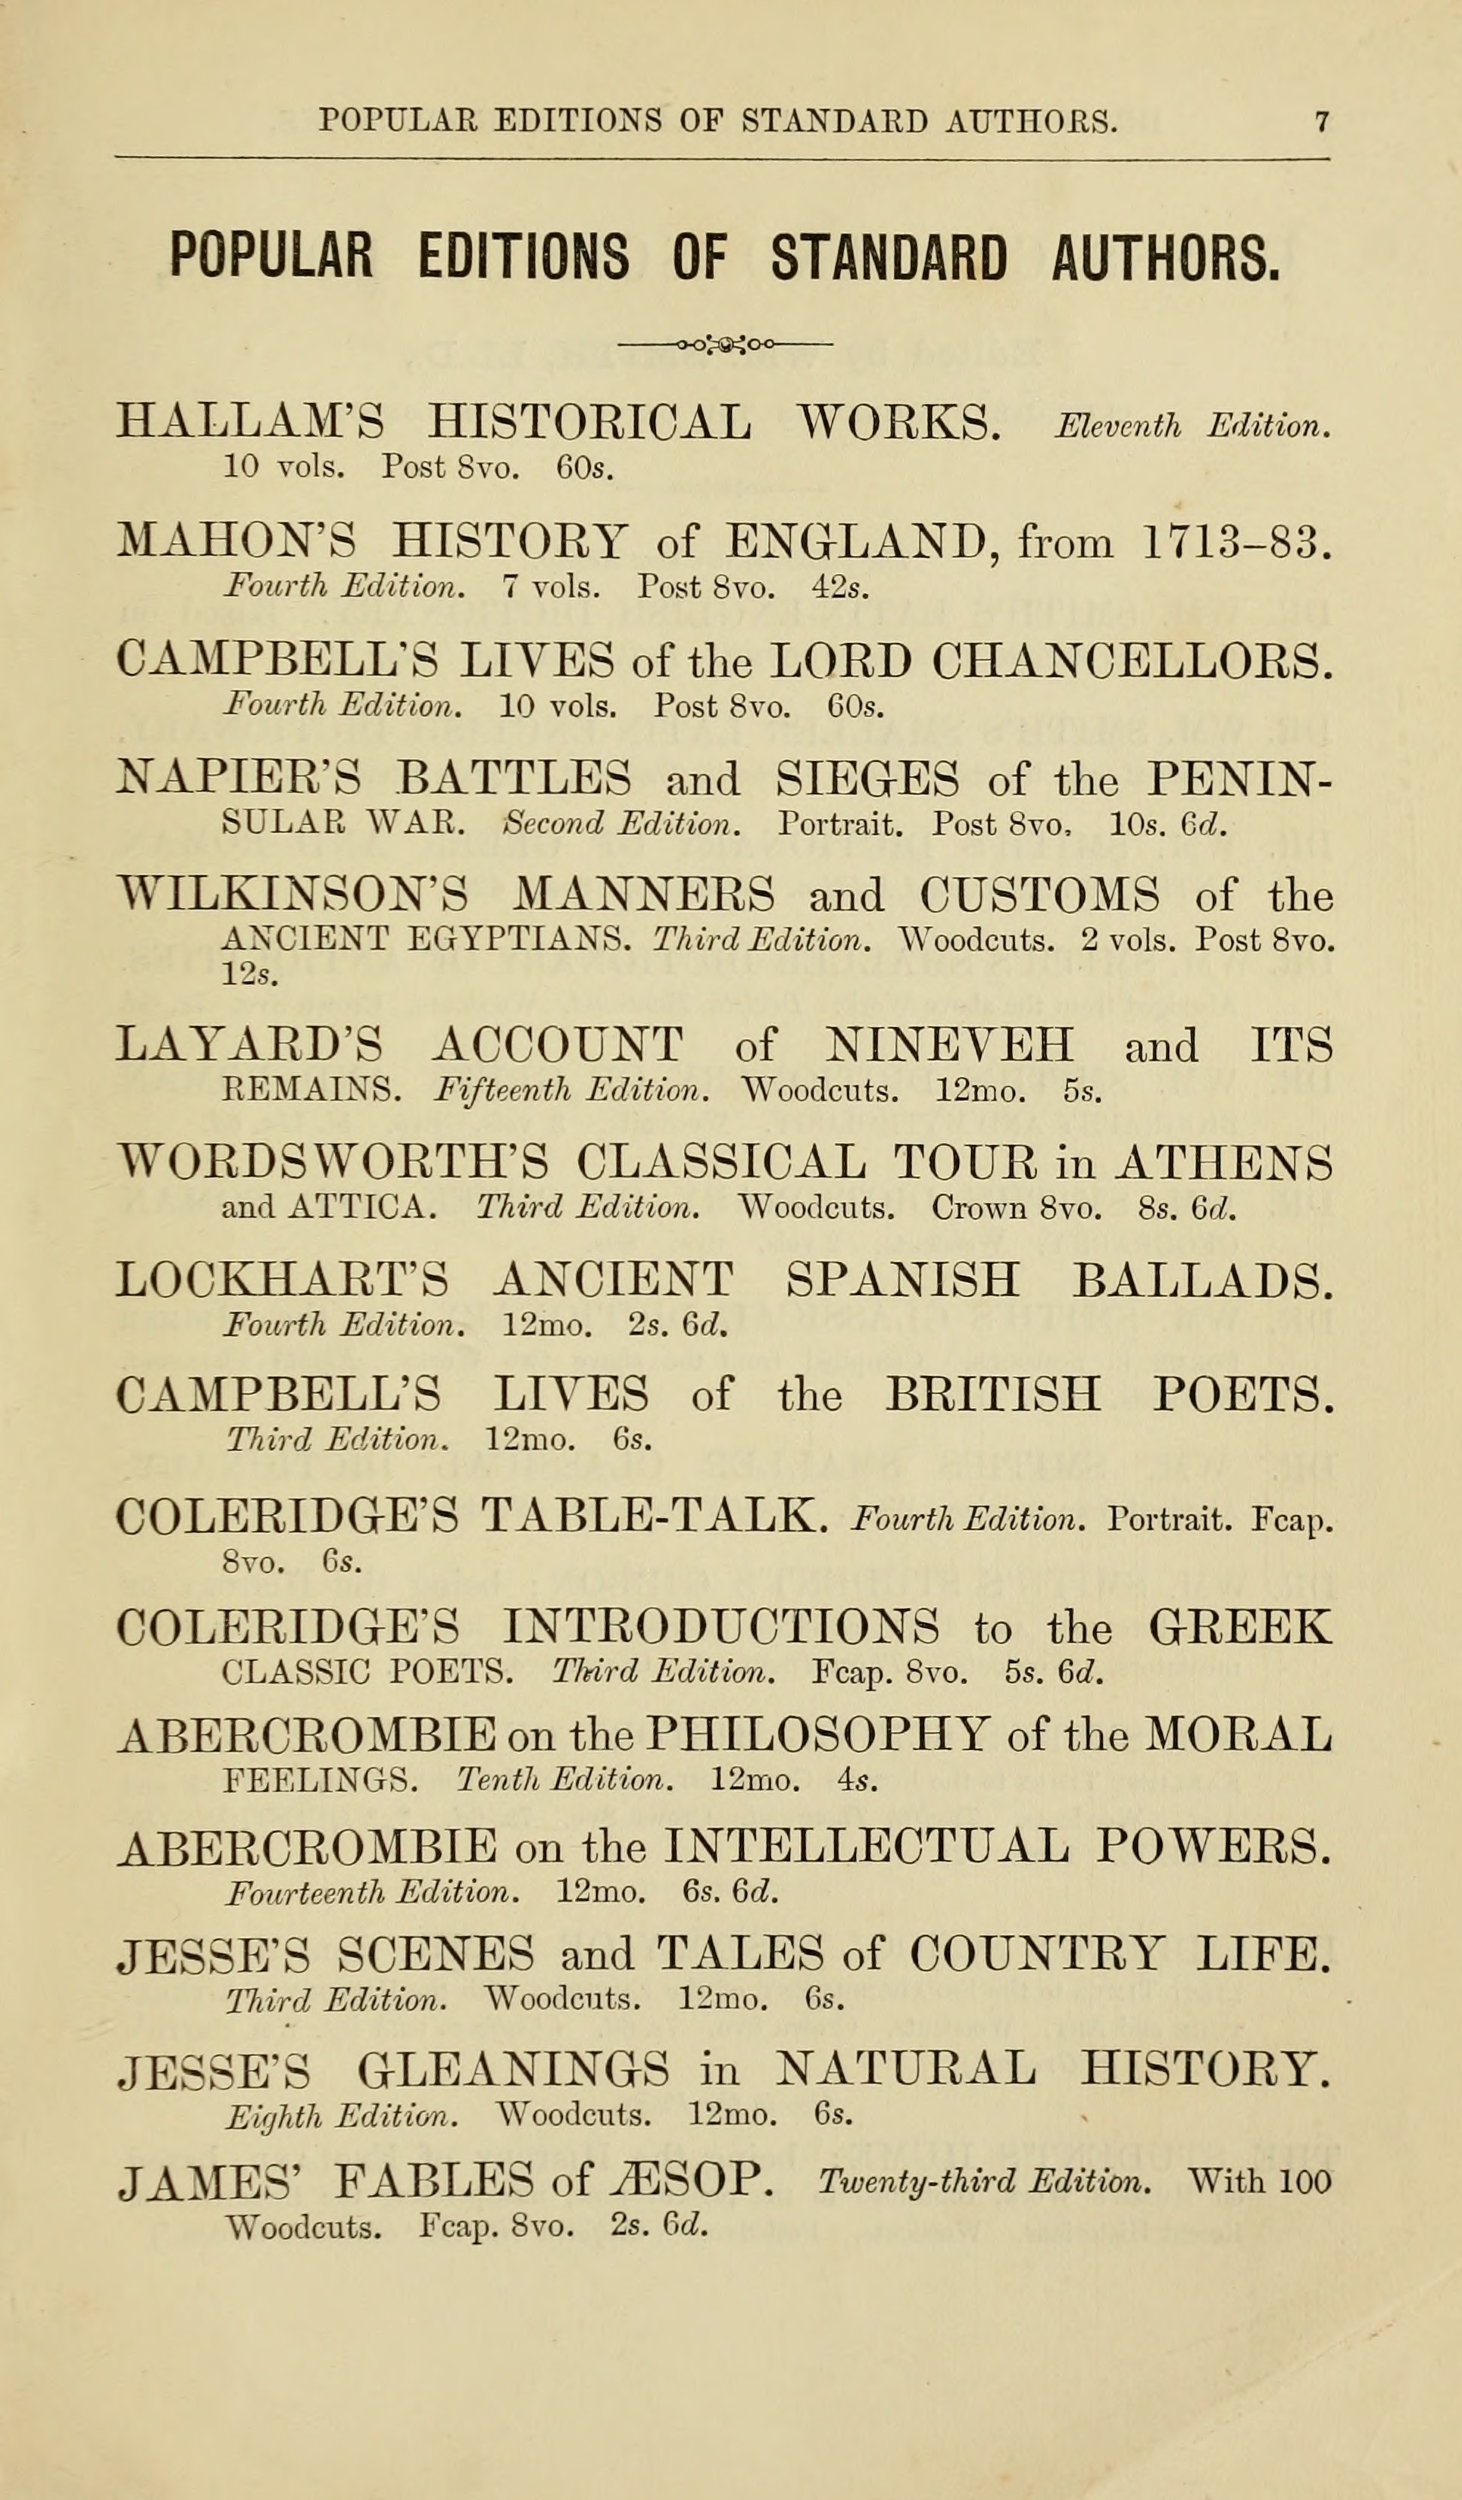 POPULAR EDITIONS OF STANDARD AUTHORS. 7
POPULAR EDITIONS OF STANDARD AUTHORS.
HALLAM'S HISTORICAL WORKS. Eleventh Edition.
10 vols. Post 8vo. 60s.
MAHON'S HISTORY of ENGLAND, from 1713-83.
Fourth Edition. 7 vols. Post 8vo. 42s.
CAMPBELL'S LIVES of the LORD CHANCELLORS.
Fourth Edition. 10 vols. Post 8vo. 60s.
NAPIER'S BATTLES and SIEGES of the PENIN-
SULAR WAR. Second Edition. Portrait. Post 8vo. 10s. 6d.
WILKINSON'S MANNERS and CUSTOMS of the
ANCIENT EGYPTIANS. Third Edition. Woodcuts. 2 vols. Post 8vo.
12s.
LAYARD'S ACCOUNT of NINEVEH and ITS
REMAINS. Fifteenth Edition. Woodcuts. 12mo. 5s.
WORDSWORTH'S CLASSICAL TOUR in ATHENS
and ATTICA. Third Edition. Woodcuts. Crown 8vo. 8s. 6d.
LOCKHART'S ANCIENT SPANISH BALLADS.
Fourth Edition. 12mo. 2s. 6d.
CAMPBELL'S LIVES of the BRITISH POETS.
Third Edition. 12mo. 6s.
COLERIDGE'S TABLE-TALK. Fourth Edition. Portrait. Fcap.
8vo. 6s.
COLERIDGE'S INTRODUCTIONS to the GREEK
CLASSIC POETS. Third Edition. Fcap. 8vo. 5s. 6d.
ABERCROMBIE on the PHILOSOPHY of the MORAL
FEELINGS. Tenth Edition. 12mo. 4s.
ABERCROMBIE on the INTELLECTUAL POWERS.
Fourteenth Edition. 12mo. 6s. 6d.
JESSE'S SCENES and TALES of COUNTRY LIFE.
Third Edition. Woodcuts. 12mo. 6s.
JESSE'S GLEANINGS in NATURAL HISTORY.
Eighth Edition. Woodcuts. 12mo. 6s.
JAMES' FABLES of ÆSOP. Twenty-third Edition. With 100
Woodcuts. Fcap. 8vo. 2s. 6d.